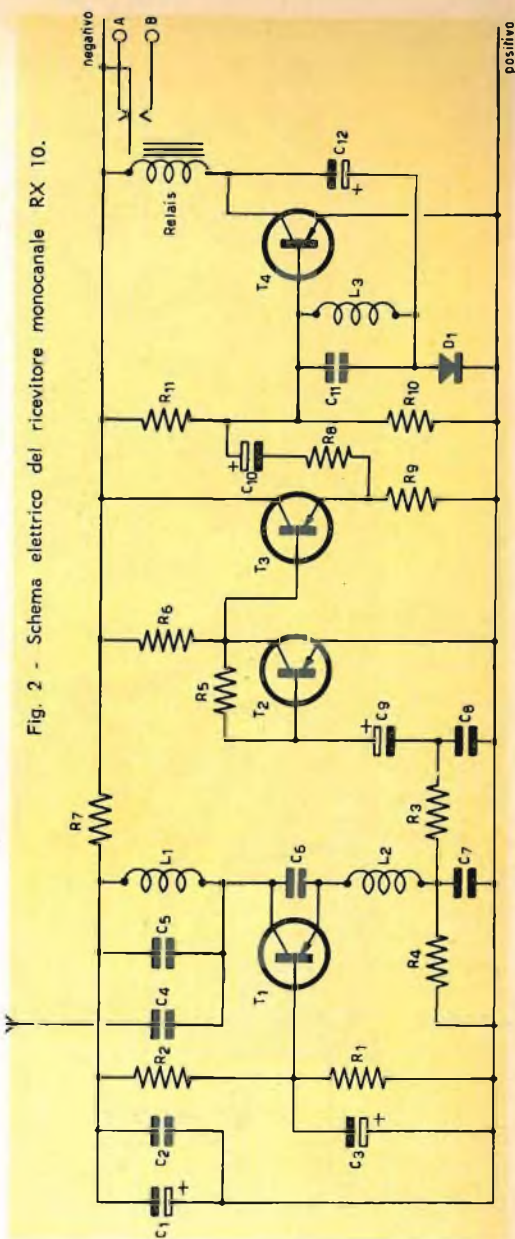 Fig. 2 - Schema elettrico del ricevitore monocanale RX 10.
negativo
A
B
R7
Relais
R2
C4
C5
L1
R6
R11
C2
C1
+
T1
C6
R5
T2
T3
C10
+
R8
T4
C12
+
C11
L3
C3
+
R1
R4
L2
C7
R3
C9
+
C8
R9
R10
D1
positivo